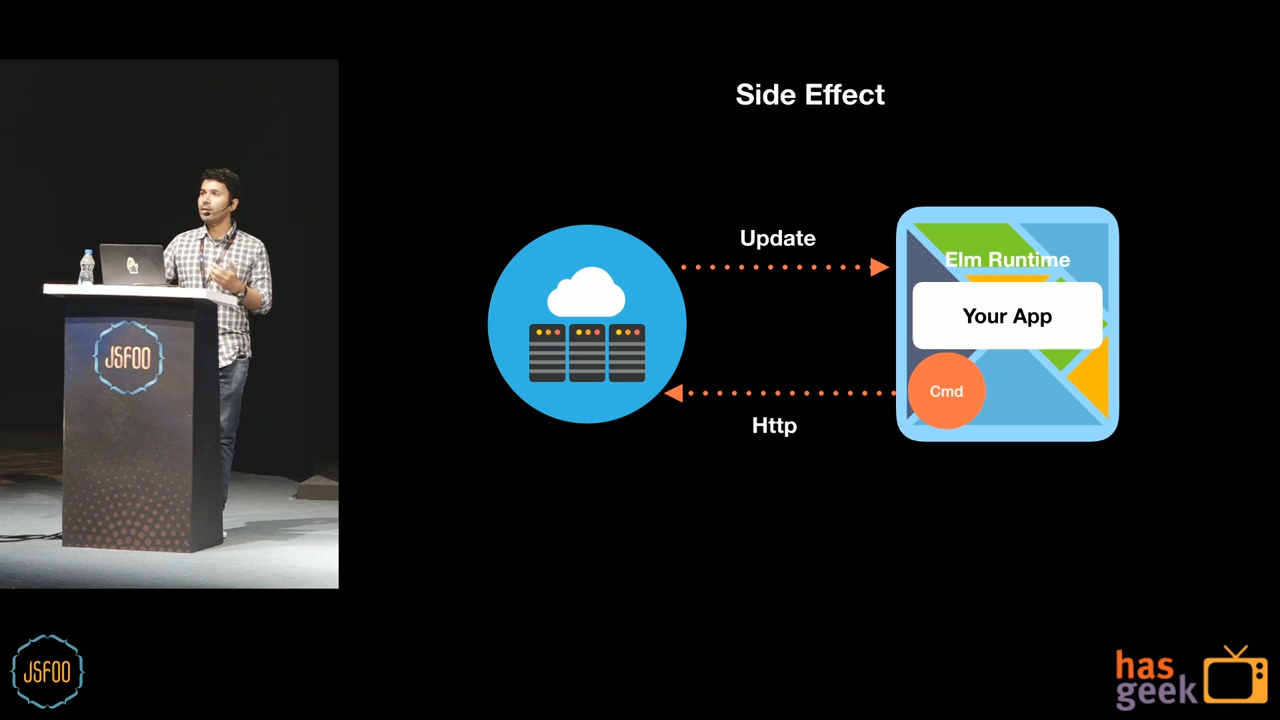 Side Effect
Update
Elm Runtime
Your App
Cmd
Http
JSFOO
JSFOO
has
geek